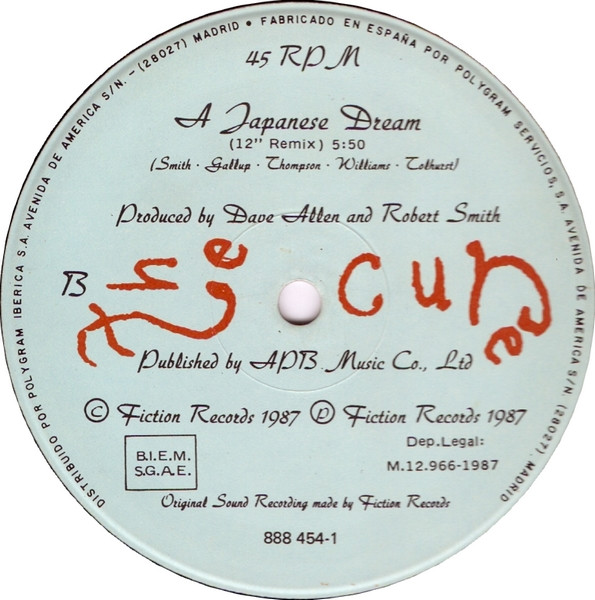 DISTRIBUIDO POR POLYGRAM IBERICA S.A. AVENIDA DE AMERICA S/N. - (28027) MADRID • FABRICADO EN ESPAÑA POR POLYGRAM SERVICIOS, S.A. AVENIDA DE AMERICA S/N. (28027). MADRID
45 RPM
A Japanese Dream
(12" Remix) 5:50
(Smith · Gallup · Thompson · Williams · Tolhurst)
Produced by Dave Allen and Robert Smith
B
the cure
Published by APB Music Co., Ltd
© Fiction Records 1987 ℗ Fiction Records 1987
B.I.E.M.
S.G.A.E.
Dep.Legal:
M.12.966-1987
Original Sound Recording made by Fiction Records
888 454-1